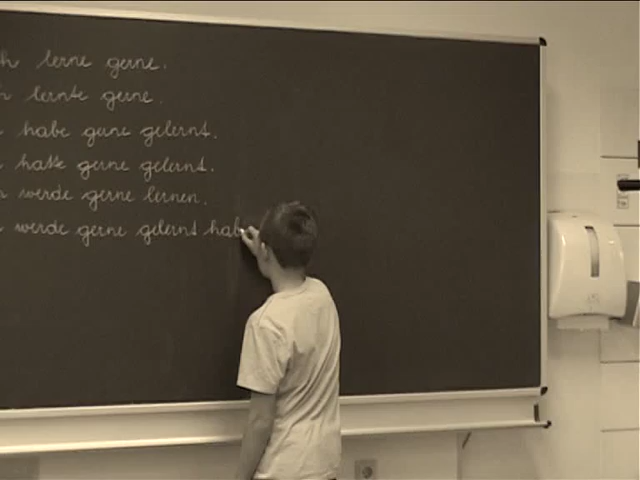 h lerne gerne.
h lernte gerne.
habe gerne gelernt.
hatte gerne gelernt.
werde gerne lernen.
werde gerne gelernt hab